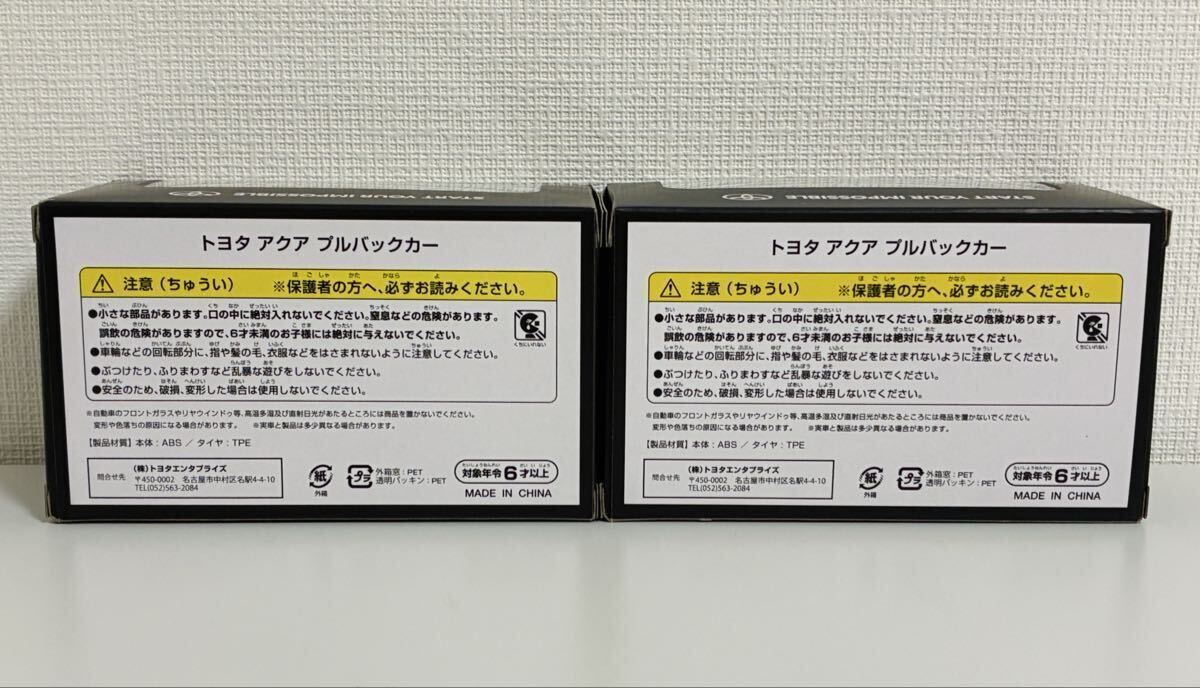 START YOUR IMPOSSIBLE
トヨタ アクア プルバックカー
注意(ちゅうい) ※保護者の方へ、必ずお読みください。
●小さな部品があります。口の中に絶対入れないでください。窒息などの危険があります。
誤飲の危険がありますので、6才未満のお子様には絶対に与えないでください。
●車輪などの回転部分に、指や髪の毛、衣服などをはさまれないように注意してください。
●ぶつけたり、ふりまわすなど乱暴な遊びをしないでください。
●安全のため、破損、変形した場合は使用しないでください。
くちにいれない
※自動車のフロントガラスやリヤウインドゥ等、高温多湿及び直射日光があたるところには商品を置かないでください。
変形や色落ちの原因になる場合があります。 ※実車と製品は多少異なる場合があります。
【製品材質】本体:ABS / タイヤ:TPE
問合せ先
(株)トヨタエンタプライズ
〒450-0002 名古屋市中村区名駅4-4-10
TEL(052)563-2084
紙
外箱
プラ
外箱窓:PET
透明パッキン:PET
対象年令6才以上
MADE IN CHINA
START YOUR IMPOSSIBLE
トヨタ アクア プルバックカー
注意(ちゅうい) ※保護者の方へ、必ずお読みください。
●小さな部品があります。口の中に絶対入れないでください。窒息などの危険があります。
誤飲の危険がありますので、6才未満のお子様には絶対に与えないでください。
●車輪などの回転部分に、指や髪の毛、衣服などをはさまれないように注意してください。
●ぶつけたり、ふりまわすなど乱暴な遊びをしないでください。
●安全のため、破損、変形した場合は使用しないでください。
くちにいれない
※自動車のフロントガラスやリヤウインドゥ等、高温多湿及び直射日光があたるところには商品を置かないでください。
変形や色落ちの原因になる場合があります。 ※実車と製品は多少異なる場合があります。
【製品材質】本体:ABS / タイヤ:TPE
問合せ先
(株)トヨタエンタプライズ
〒450-0002 名古屋市中村区名駅4-4-10
TEL(052)563-2084
紙
外箱
プラ
外箱窓:PET
透明パッキン:PET
対象年令6才以上
MADE IN CHINA